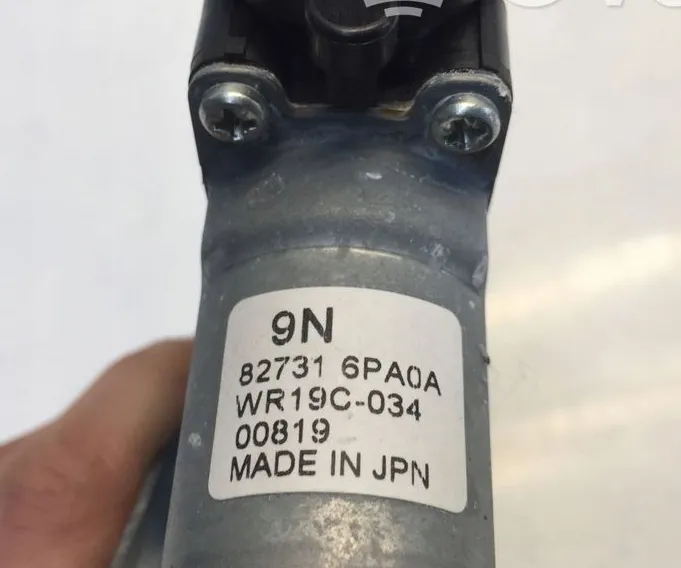 9N
82731 6PA0A
WR19C-034
00819
MADE IN JPN